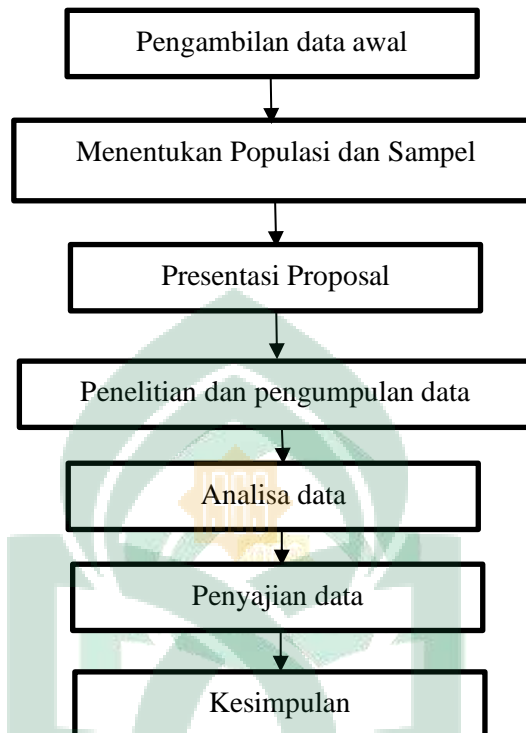 Pengambilan data awal
Menentukan Populasi dan Sampel
Presentasi Proposal
Penelitian dan pengumpulan data
Analisa data
Penyajian data
Kesimpulan